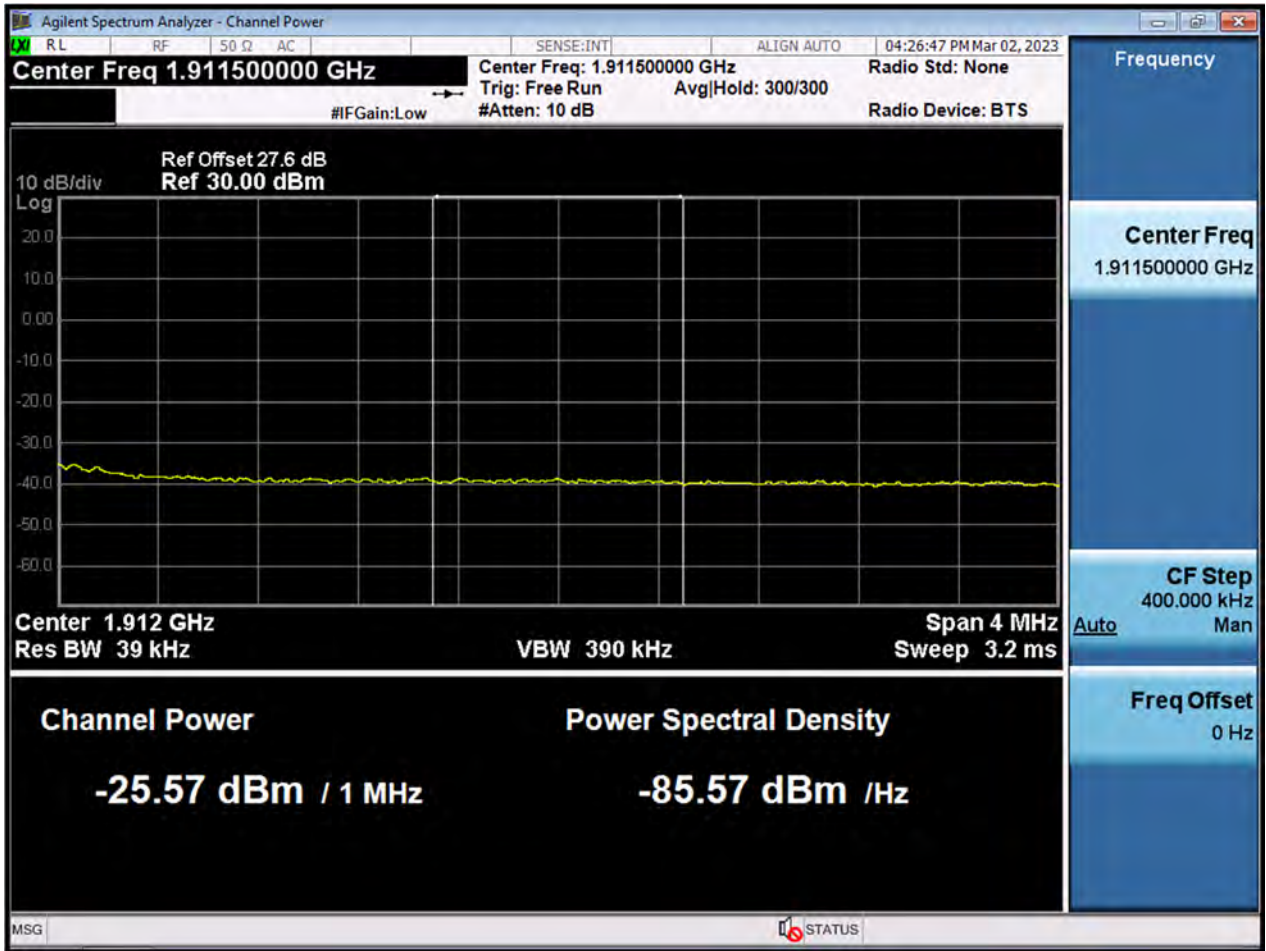 Agilent Spectrum Analyzer - Channel Power
LXI RL RF 50 Ω AC SENSE:INT ALIGN AUTO 04:26:47 PM Mar 02, 2023
Center Freq 1.911500000 GHz
Center Freq: 1.911500000 GHz Radio Std: None
Trig: Free Run Avg|Hold: 300/300
#IFGain:Low #Atten: 10 dB Radio Device: BTS
Ref Offset 27.6 dB
10 dB/div Ref 30.00 dBm
Log
20.0
10.0
0.00
-10.0
-20.0
-30.0
-40.0
-50.0
-60.0
Center 1.912 GHz Span 4 MHz
Res BW 39 kHz VBW 390 kHz Sweep 3.2 ms
Channel Power Power Spectral Density
-25.57 dBm / 1 MHz -85.57 dBm /Hz
MSG STATUS
Frequency
Center Freq
1.911500000 GHz
CF Step
400.000 kHz
Auto Man
Freq Offset
0 Hz